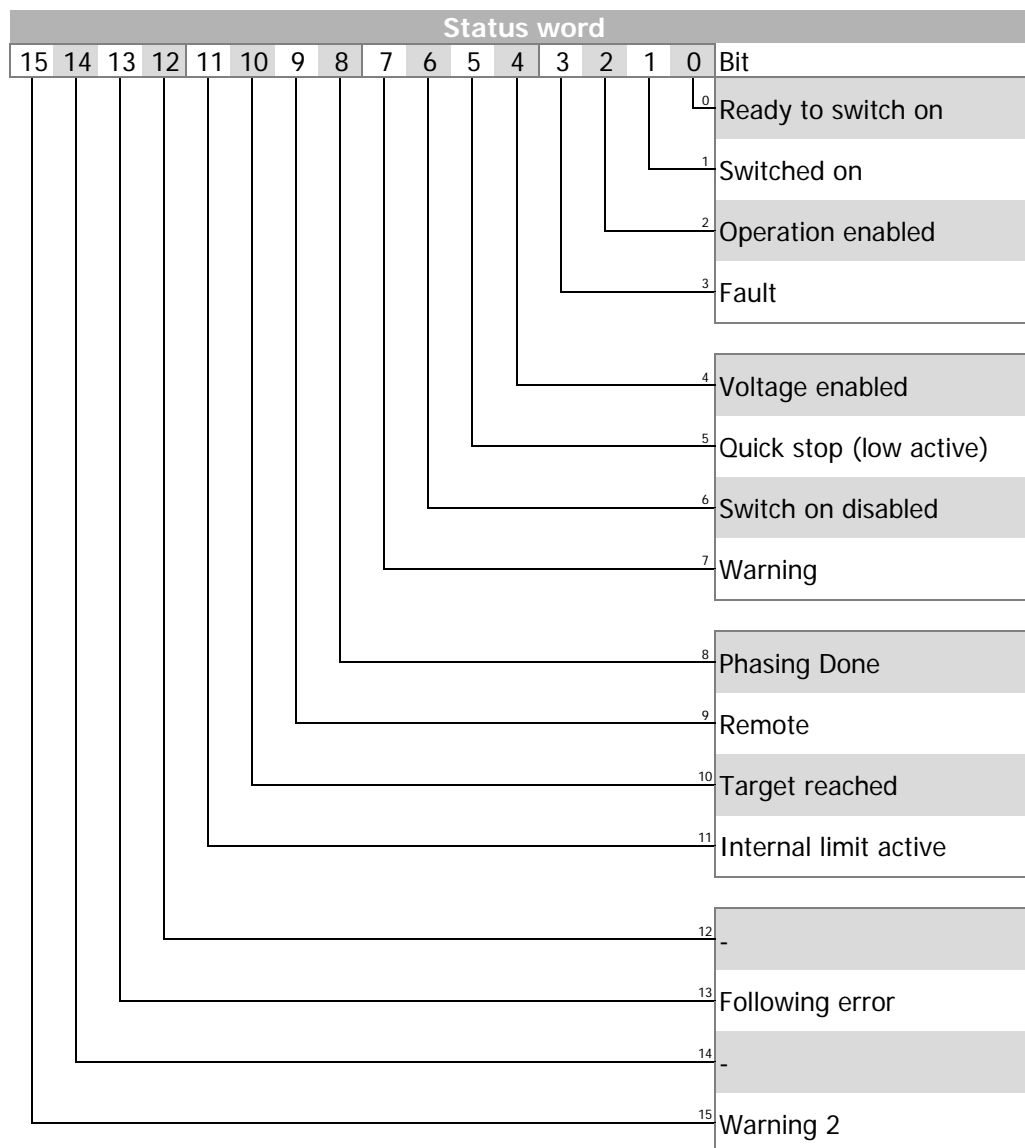 Status word
15 14 13 12 11 10 9 8 7 6 5 4 3 2 1 0 Bit
0 Ready to switch on
1 Switched on
2 Operation enabled
3 Fault
4 Voltage enabled
5 Quick stop (low active)
6 Switch on disabled
7 Warning
8 Phasing Done
9 Remote
10 Target reached
11 Internal limit active
12 -
13 Following error
14 -
15 Warning 2